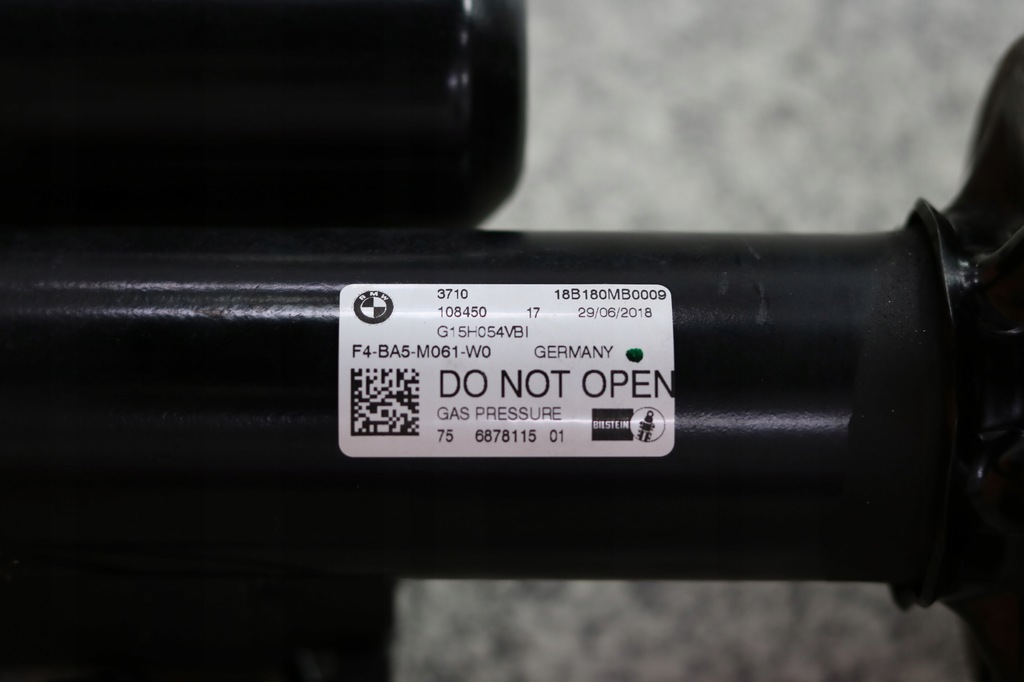 BMW
3710 18B180MB0009
108450 17 29/06/2018
G15H054VBI
F4-BA5-M061-W0 GERMANY
DO NOT OPEN
GAS PRESSURE
BILSTEIN
75 6878115 01